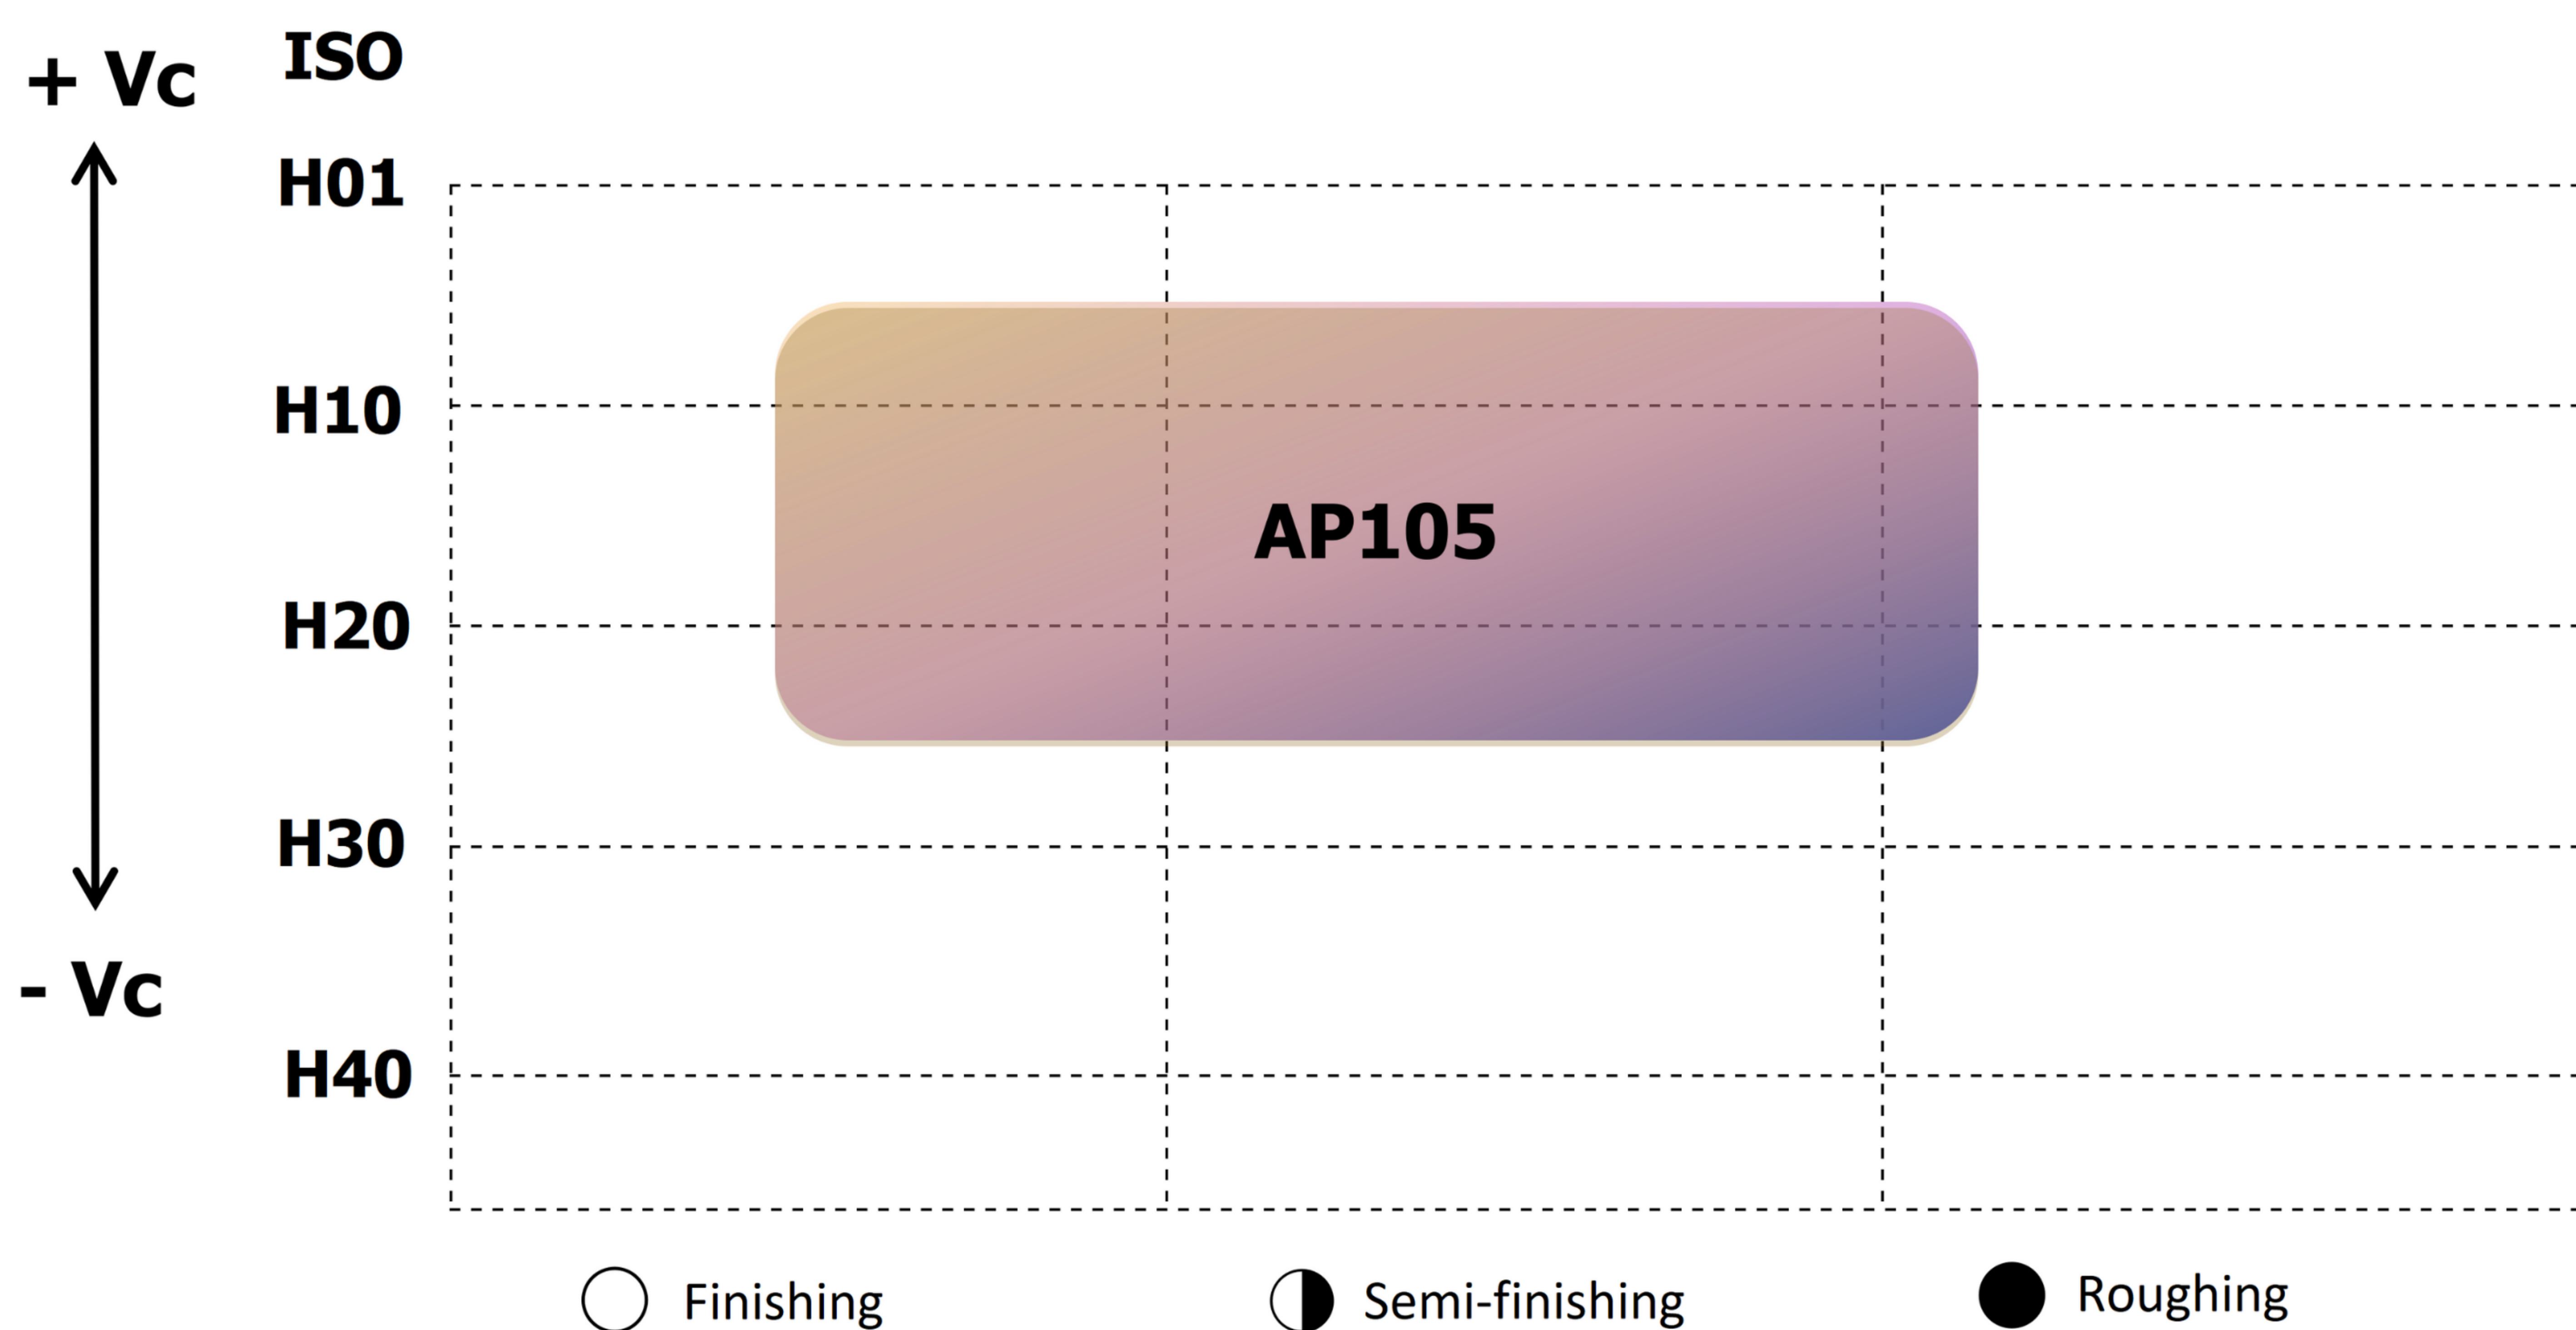 + Vc
ISO
H01
H10
AP105
H20
H30
- Vc
H40
Finishing
Semi-finishing
Roughing